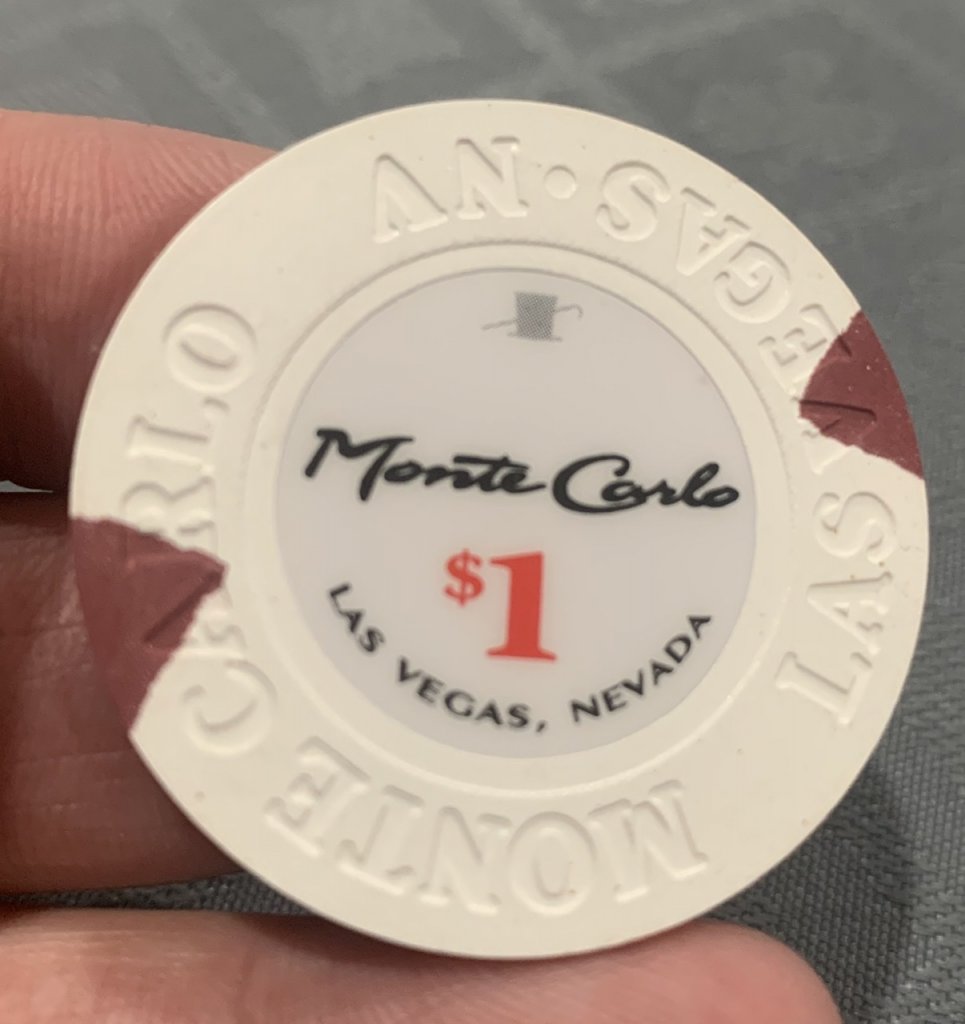 Monte Carlo
$1
LAS VEGAS, NEVADA
MONTE CARLO
LAS VEGAS · NV